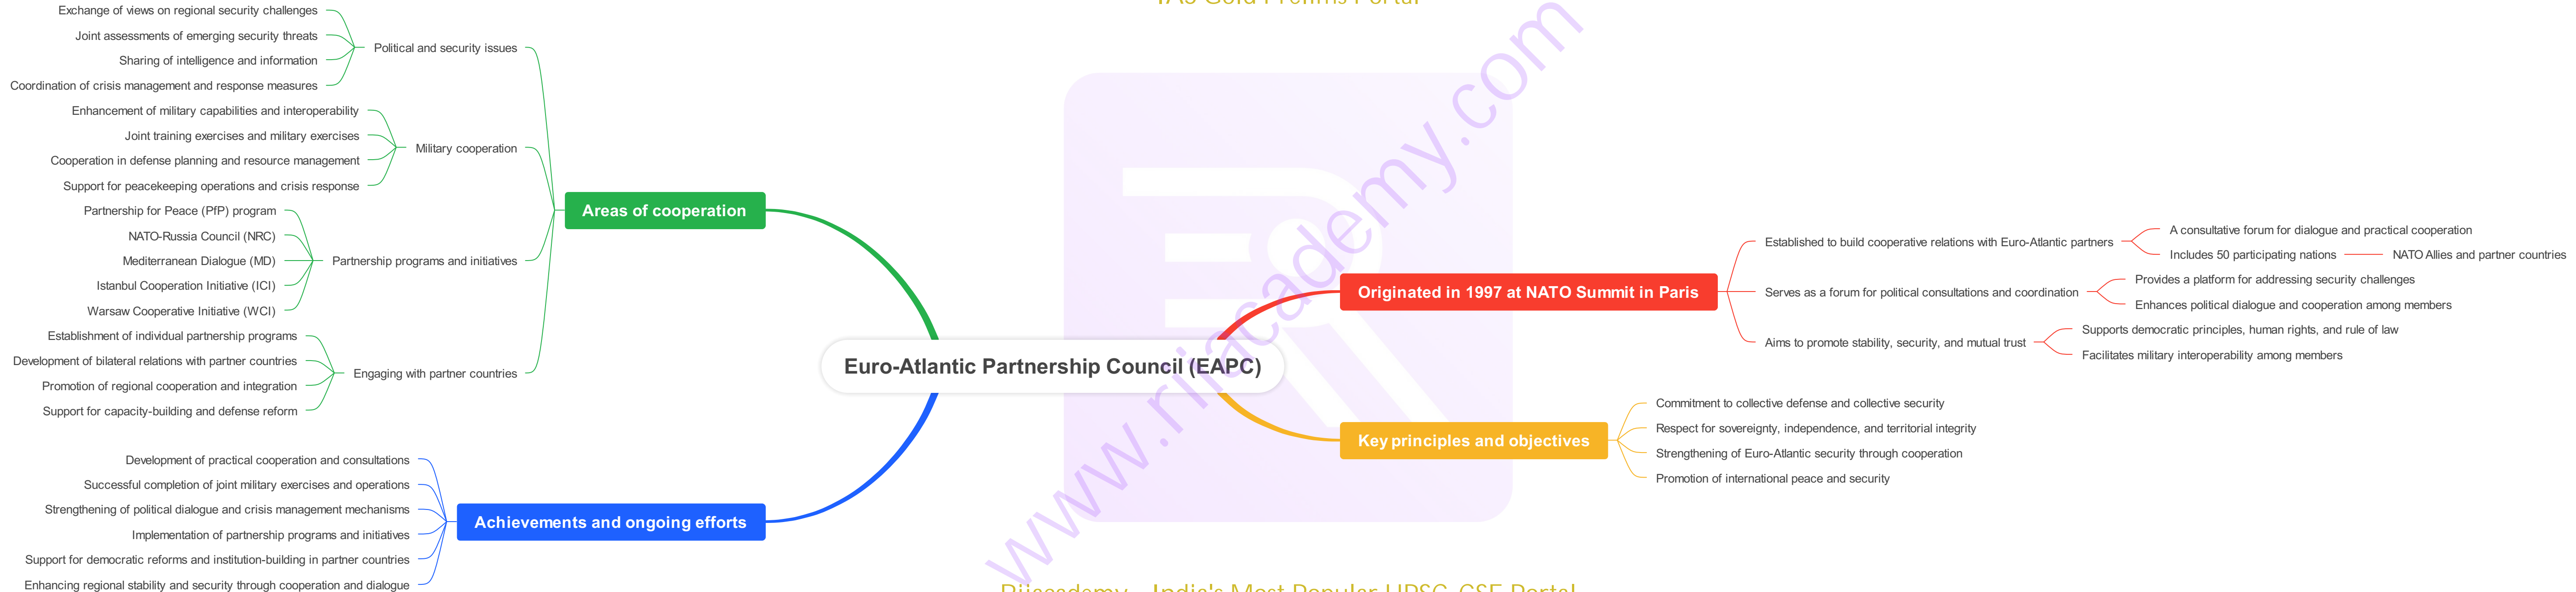 IAS Gold Prelims Portal
Euro-Atlantic Partnership Council (EAPC)
Originated in 1997 at NATO Summit in Paris
Established to build cooperative relations with Euro-Atlantic partners
A consultative forum for dialogue and practical cooperation
Includes 50 participating nations
NATO Allies and partner countries
Serves as a forum for political consultations and coordination
Provides a platform for addressing security challenges
Enhances political dialogue and cooperation among members
Aims to promote stability, security, and mutual trust
Supports democratic principles, human rights, and rule of law
Facilitates military interoperability among members
Key principles and objectives
Commitment to collective defense and collective security
Respect for sovereignty, independence, and territorial integrity
Strengthening of Euro-Atlantic security through cooperation
Promotion of international peace and security
Areas of cooperation
Political and security issues
Exchange of views on regional security challenges
Joint assessments of emerging security threats
Sharing of intelligence and information
Coordination of crisis management and response measures
Military cooperation
Enhancement of military capabilities and interoperability
Joint training exercises and military exercises
Cooperation in defense planning and resource management
Support for peacekeeping operations and crisis response
Partnership programs and initiatives
Partnership for Peace (PfP) program
NATO-Russia Council (NRC)
Mediterranean Dialogue (MD)
Istanbul Cooperation Initiative (ICI)
Warsaw Cooperative Initiative (WCI)
Engaging with partner countries
Establishment of individual partnership programs
Development of bilateral relations with partner countries
Promotion of regional cooperation and integration
Support for capacity-building and defense reform
Achievements and ongoing efforts
Development of practical cooperation and consultations
Successful completion of joint military exercises and operations
Strengthening of political dialogue and crisis management mechanisms
Implementation of partnership programs and initiatives
Support for democratic reforms and institution-building in partner countries
Enhancing regional stability and security through cooperation and dialogue
www.rijacademy.com
Rijacademy - India's Most Popular UPSC-CSE Portal